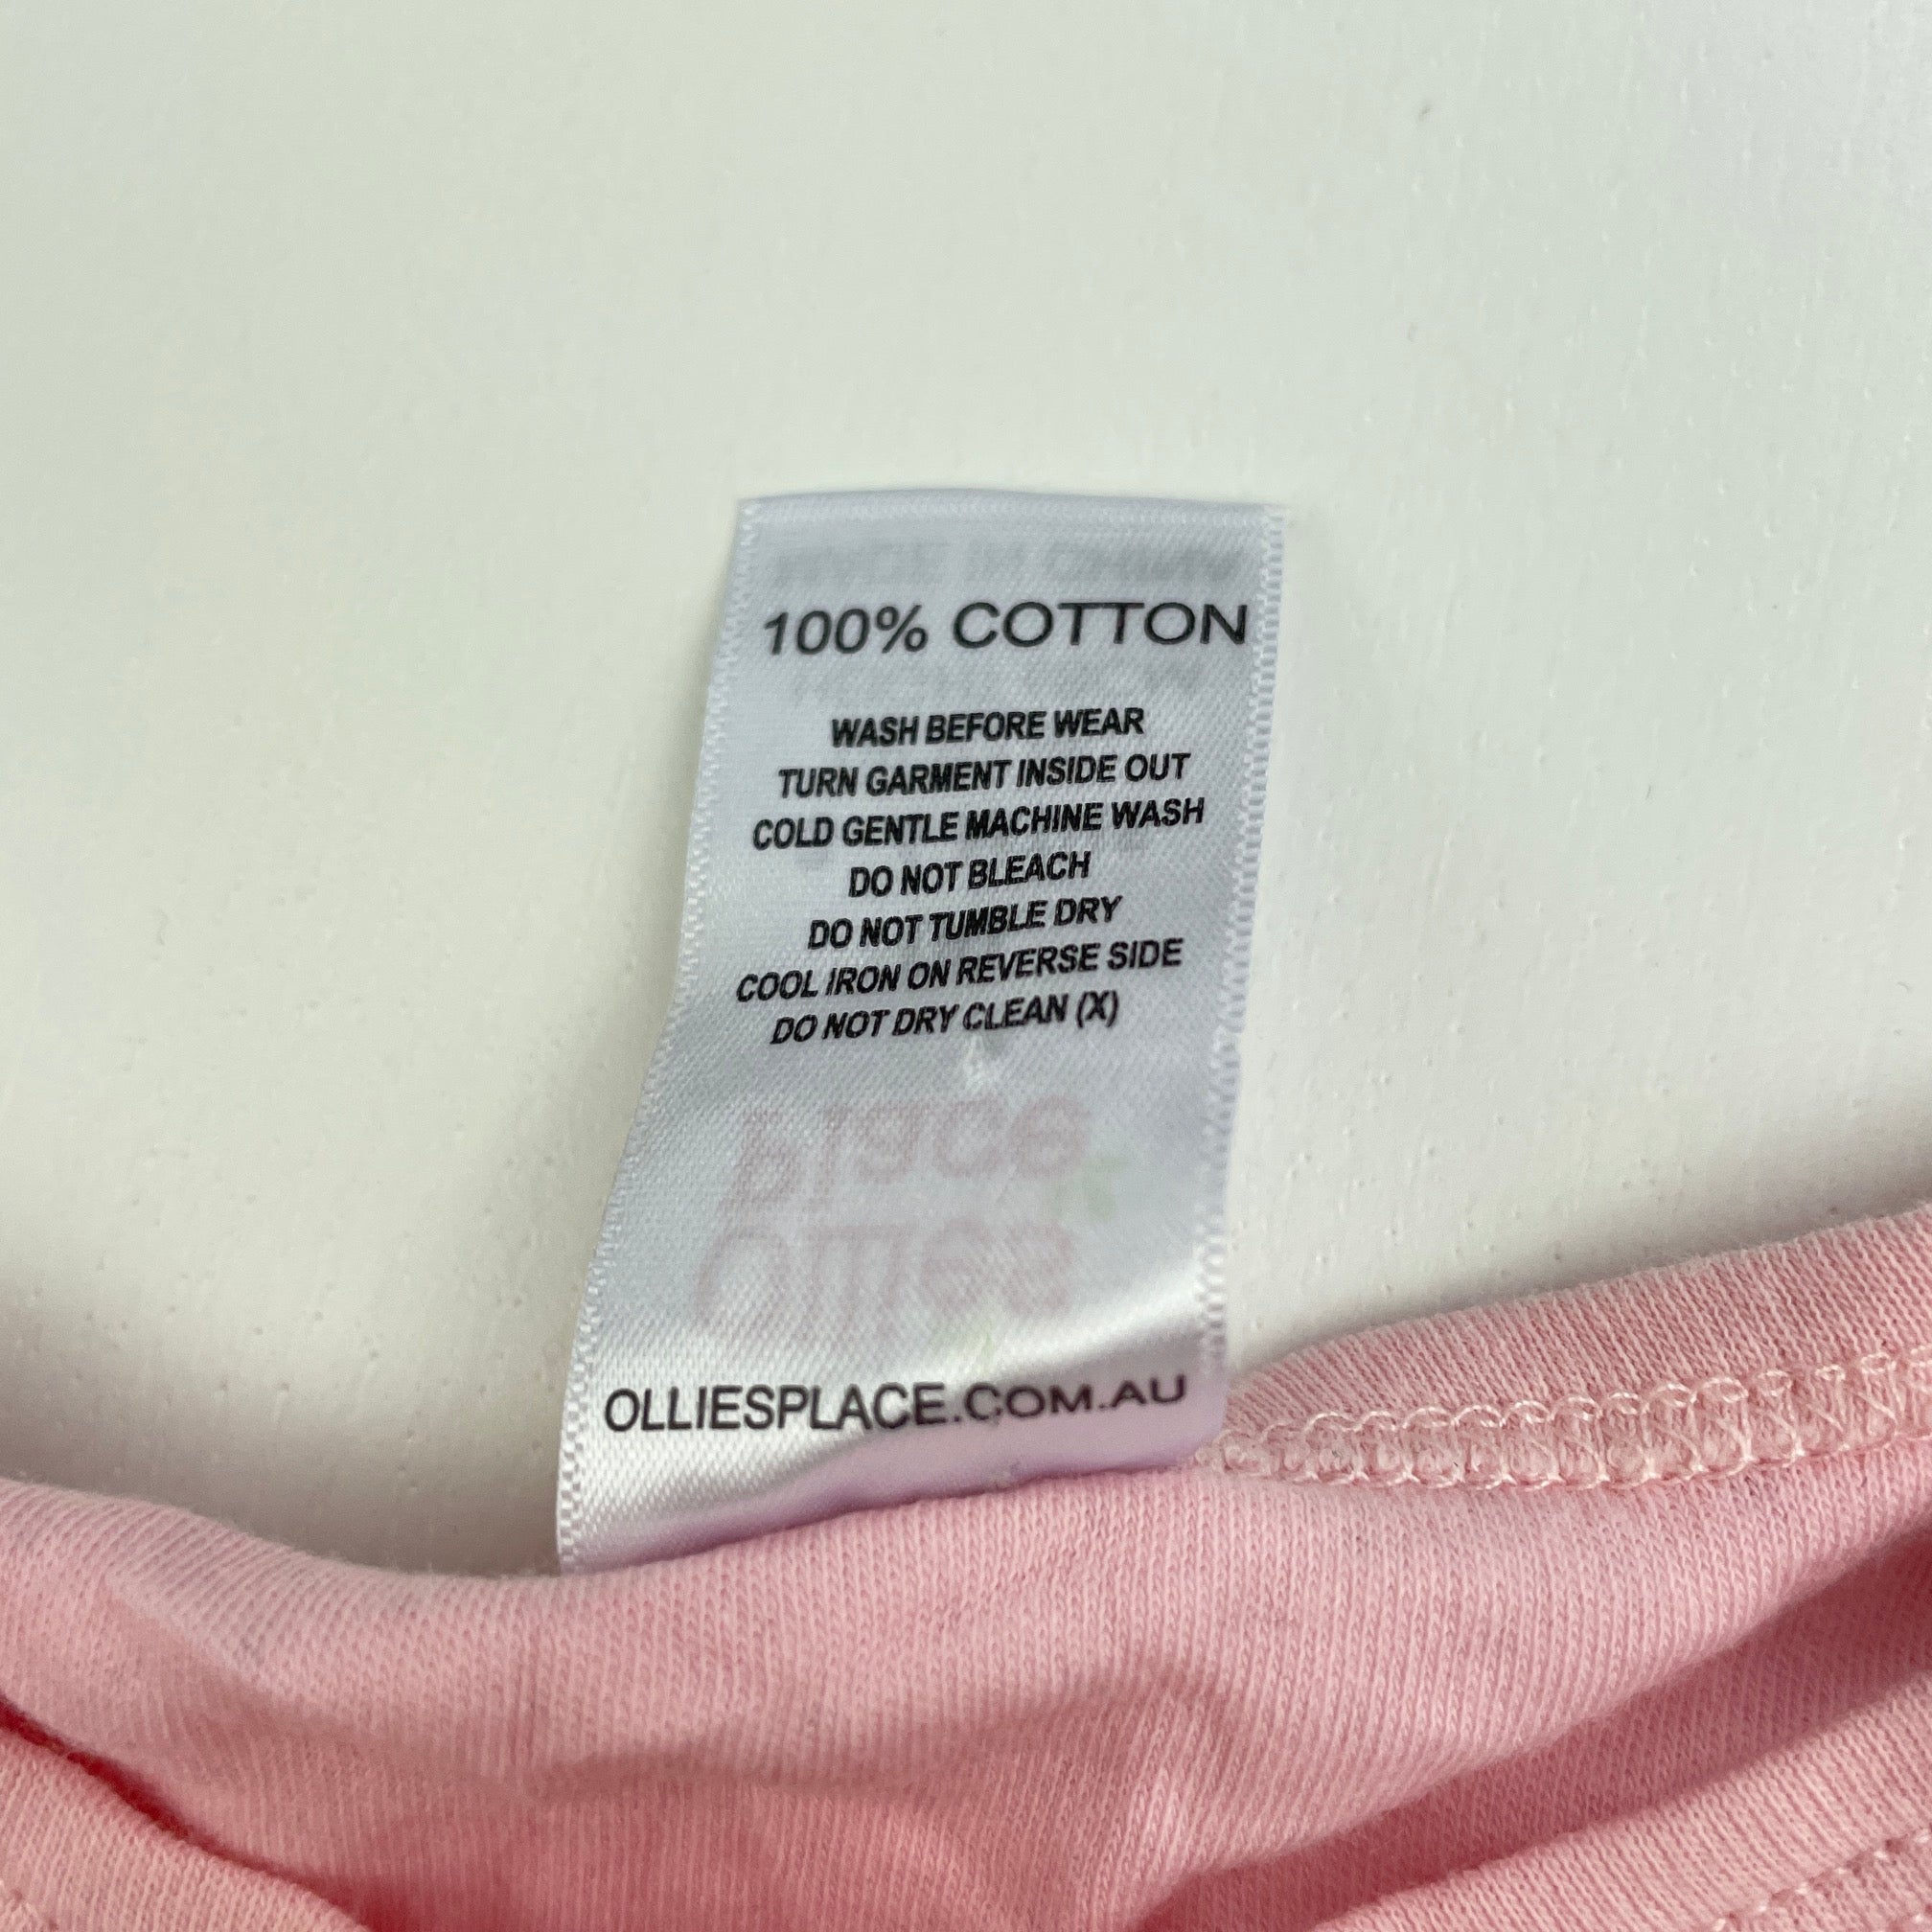 100% COTTON
WASH BEFORE WEAR
TURN GARMENT INSIDE OUT
COLD GENTLE MACHINE WASH
DO NOT BLEACH
DO NOT TUMBLE DRY
COOL IRON ON REVERSE SIDE
DO NOT DRY CLEAN (X)
OLLIESPLACE.COM.AU